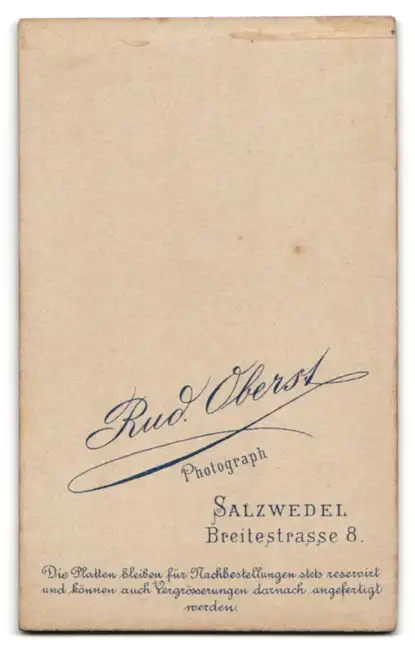 Rud. Oberst
Photograph
SALZWEDEL
Breitestrasse 8.
Die Platten bleiben für Nachbestellungen stets reservirt
und können auch Vergrösserungen darnach angefertigt
werden.